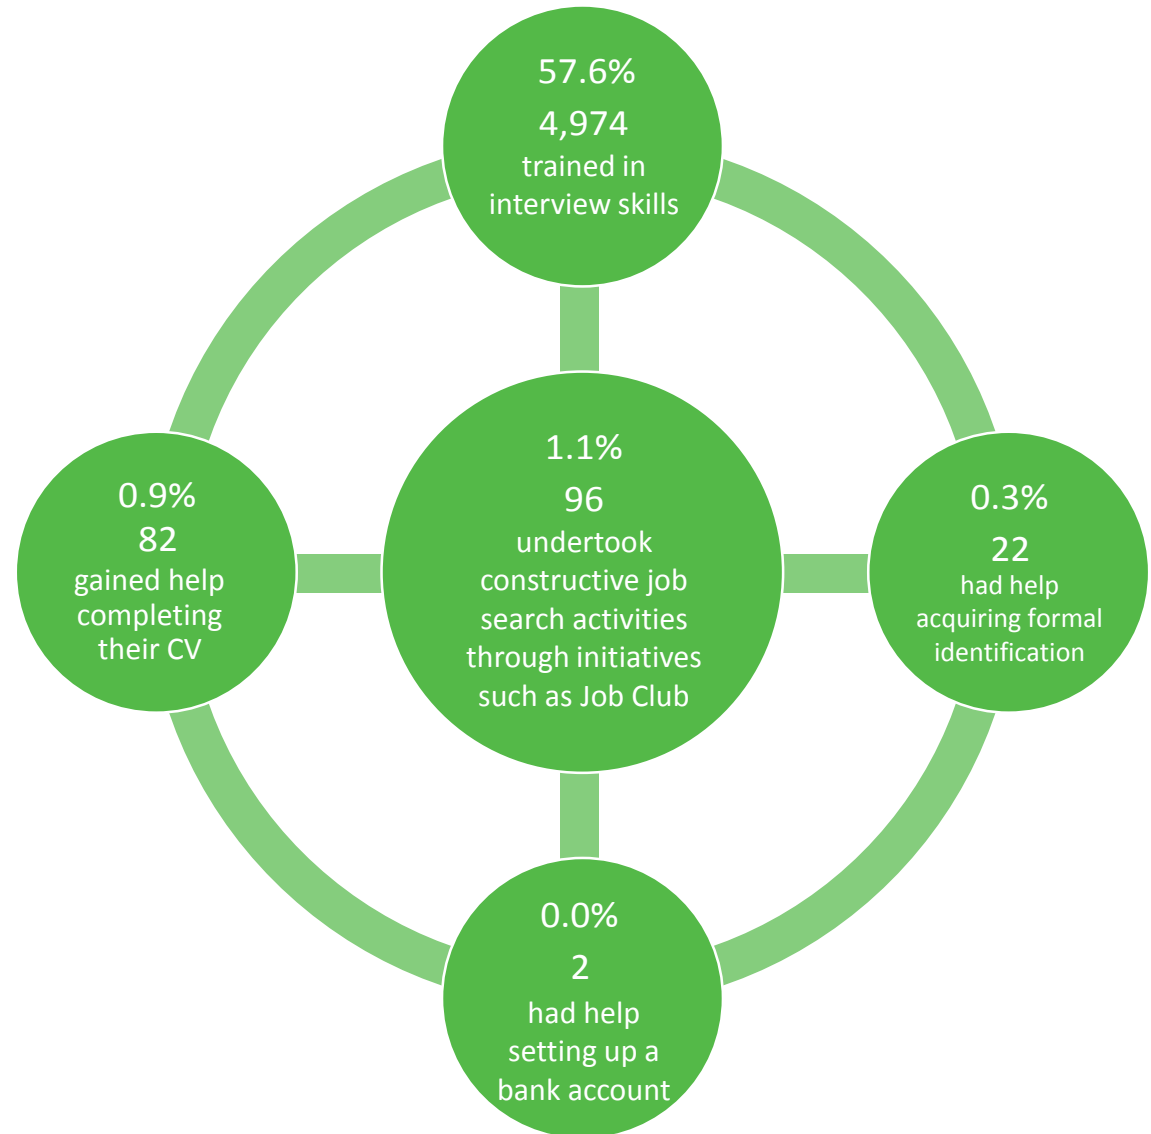 57.6%
4,974
trained in
interview skills
0.9%
82
gained help
completing
their CV
1.1%
96
undertook
constructive job
search activities
through initiatives
such as Job Club
0.3%
22
had help
acquiring formal
identification
0.0%
2
had help
setting up a
bank account